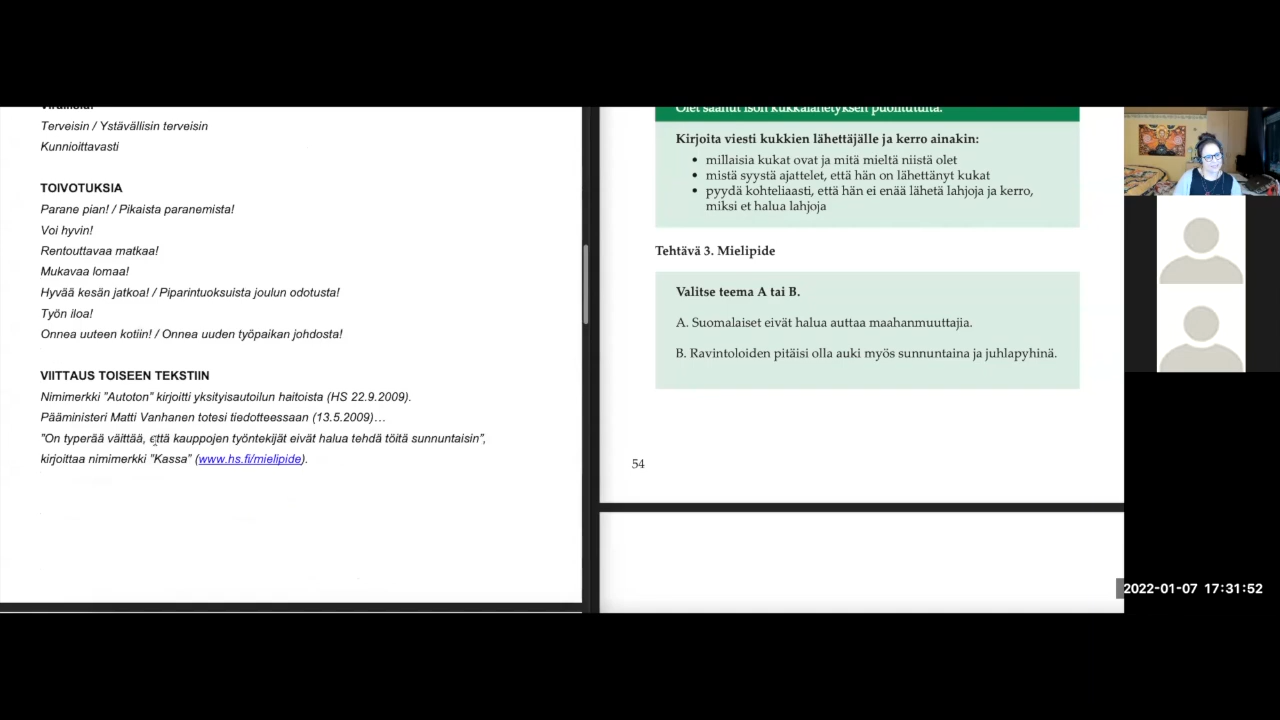 Virallisia:
Terveisin / Ystävällisin terveisin
Kunnioittavasti
TOIVOTUKSIA
Parane pian! / Pikaista paranemista!
Voi hyvin!
Rentouttavaa matkaa!
Mukavaa lomaa!
Hyvää kesän jatkoa! / Piparintuoksuista joulun odotusta!
Työn iloa!
Onnea uuteen kotiin! / Onnea uuden työpaikan johdosta!
VIITTAUS TOISEEN TEKSTIIN
Nimimerkki "Autoton" kirjoitti yksityisautoilun haitoista (HS 22.9.2009).
Pääministeri Matti Vanhanen totesi tiedotteessaan (13.5.2009)…
"On typerää väittää, että kauppojen työntekijät eivät halua tehdä töitä sunnuntaisin",
kirjoittaa nimimerkki "Kassa" (www.hs.fi/mielipide).
Olet saanut ison kukkalähetyksen puolitutulta.
Kirjoita viesti kukkien lähettäjälle ja kerro ainakin:
• millaisia kukat ovat ja mitä mieltä niistä olet
• mistä syystä ajattelet, että hän on lähettänyt kukat
• pyydä kohteliaasti, että hän ei enää lähetä lahjoja ja kerro,
miksi et halua lahjoja
Tehtävä 3. Mielipide
Valitse teema A tai B.
A. Suomalaiset eivät halua auttaa maahanmuuttajia.
B. Ravintoloiden pitäisi olla auki myös sunnuntaina ja juhlapyhinä.
54
2022-01-07 17:31:52